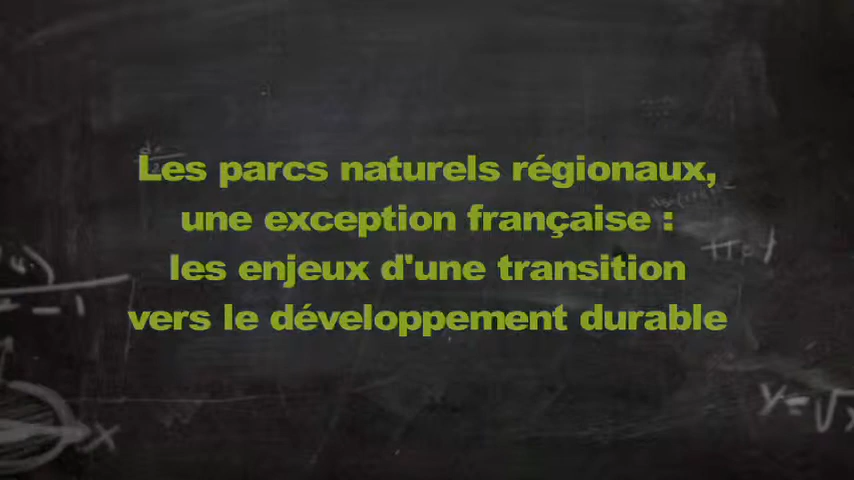 Les parcs naturels régionaux,
une exception française :
les enjeux d'une transition
vers le développement durable
y=√x